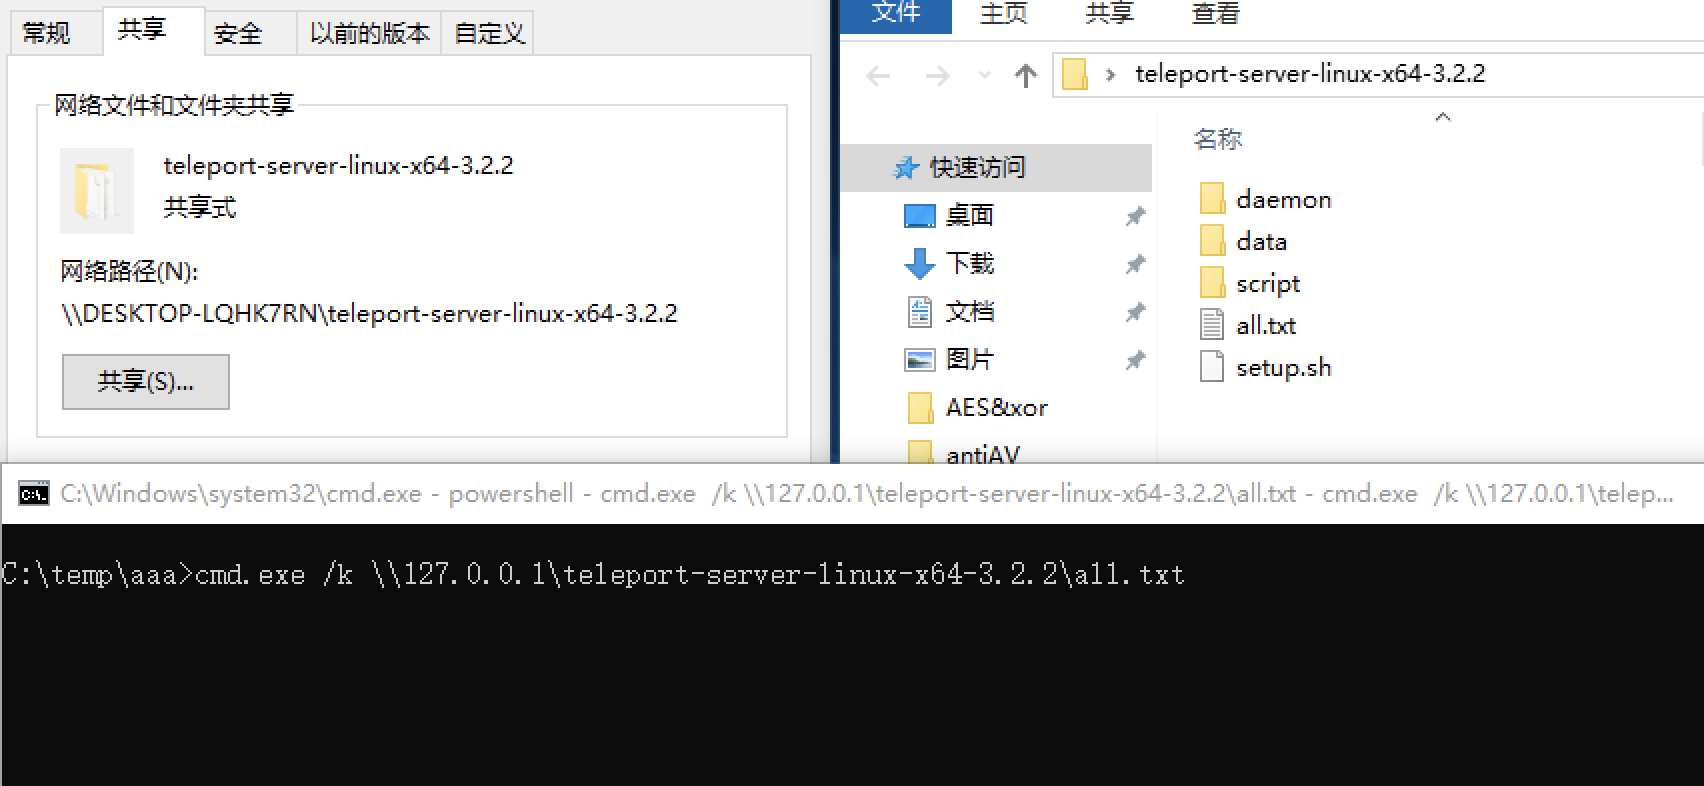 常规 共享 安全 以前的版本 自定义
网络文件和文件夹共享
teleport-server-linux-x64-3.2.2
共享式
网络路径(N):
\\DESKTOP-LQHK7RN\teleport-server-linux-x64-3.2.2
共享(S)...
文件 主页 共享 查看
teleport-server-linux-x64-3.2.2
快速访问
桌面
下载
文档
图片
AES&xor
antiAV
名称
daemon
data
script
all.txt
setup.sh
C:\Windows\system32\cmd.exe - powershell - cmd.exe  /k \\127.0.0.1\teleport-server-linux-x64-3.2.2\all.txt - cmd.exe  /k \\127.0.0.1\telep...
C:\temp\aaa>cmd.exe /k \\127.0.0.1\teleport-server-linux-x64-3.2.2\all.txt